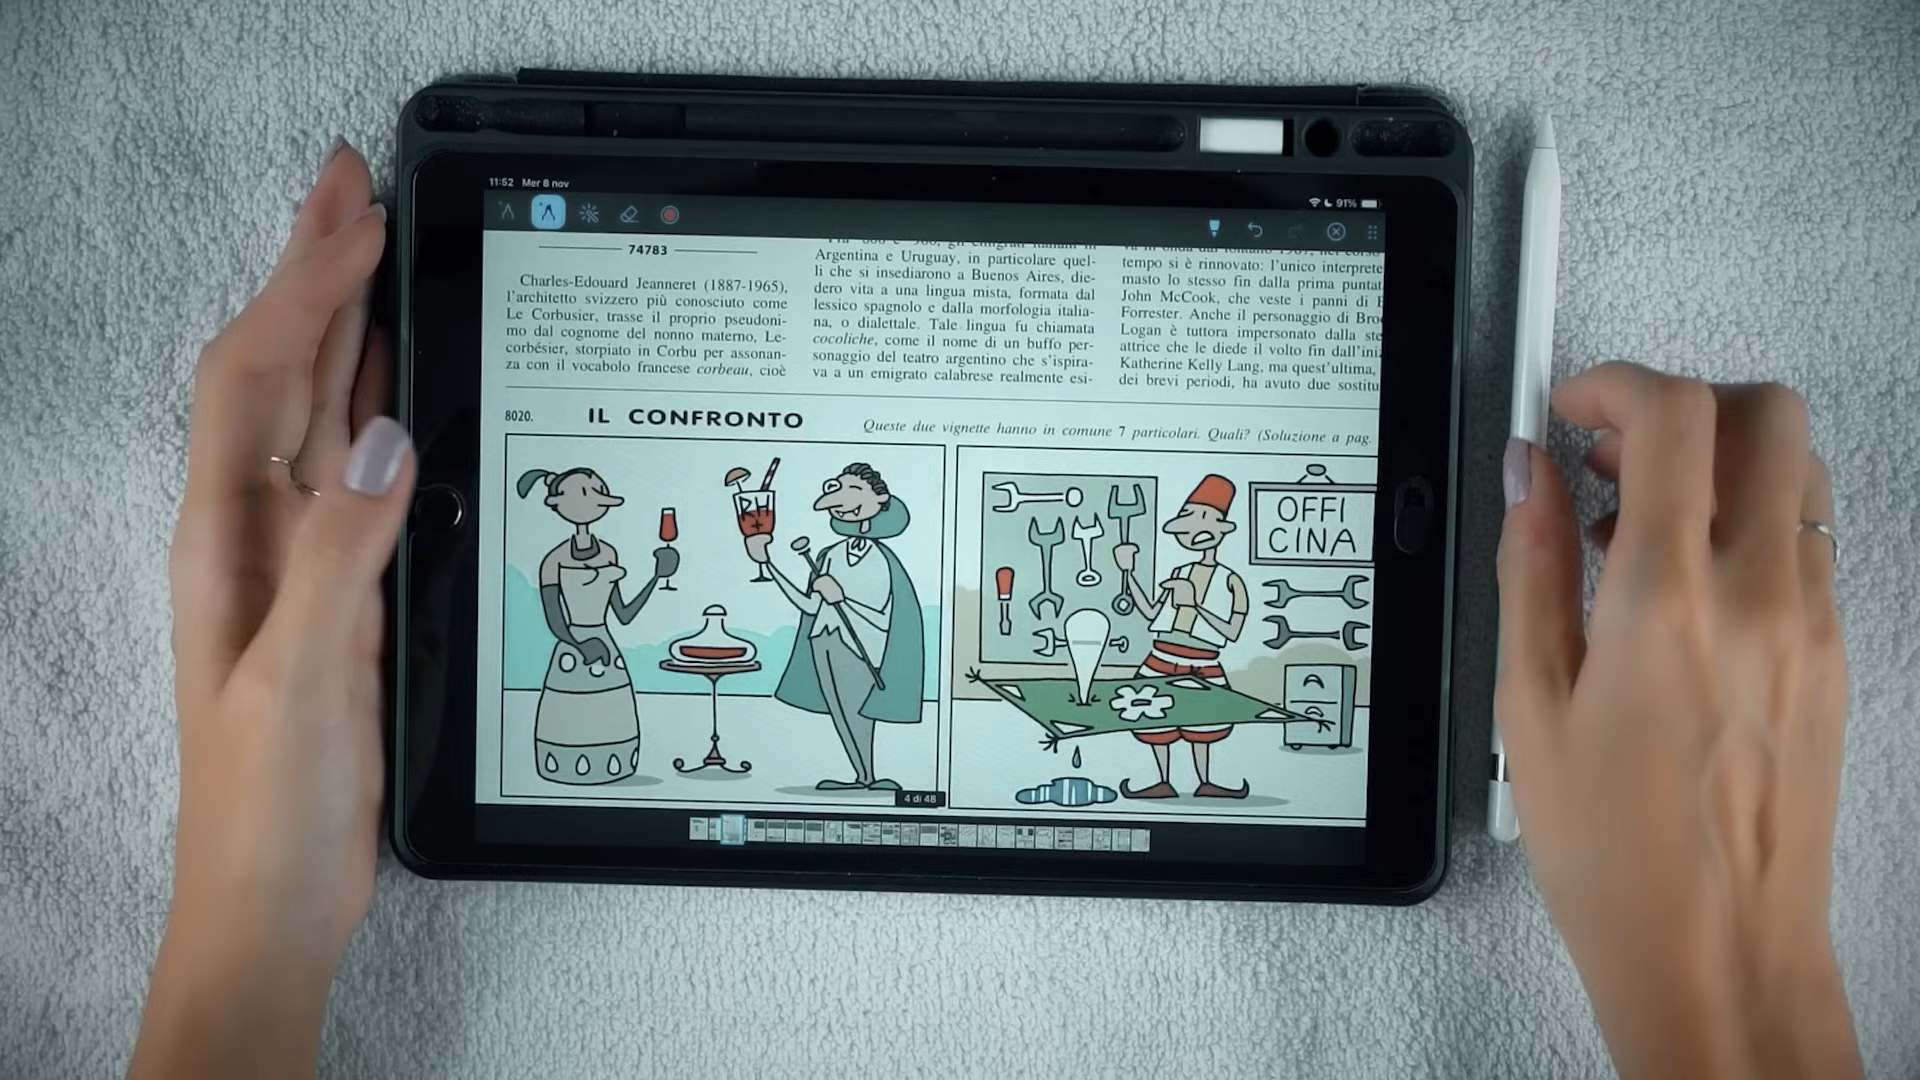 11:52 Mer 8 nov
91%
74783
Charles-Edouard Jeanneret (1887-1965),
l'architetto svizzero più conosciuto come
Le Corbusier, trasse il proprio pseudoni-
mo dal cognome del nonno materno, Le-
corbésier, storpiato in Corbu per assonan-
za con il vocabolo francese corbeau, cioè
gli emigrati italiani in
Argentina e Uruguay, in particolare quel-
li che si insediarono a Buenos Aires, die-
dero vita a una lingua mista, formata dal
lessico spagnolo e dalla morfologia italia-
na, o dialettale. Tale lingua fu chiamata
cocoliche, come il nome di un buffo per-
sonaggio del teatro argentino che s'ispira-
va a un emigrato calabrese realmente esi-
tempo si è rinnovato: l'unico interprete
masto lo stesso fin dalla prima puntat
John McCook, che veste i panni di
Forrester. Anche il personaggio di Bro
Logan è tuttora impersonato dalla ste
attrice che le diede il volto fin dall'ini
Katherine Kelly Lang, ma quest'ultima,
dei brevi periodi, ha avuto due sostitu
8020. IL CONFRONTO Queste due vignette hanno in comune 7 particolari. Quali? (Soluzione a pag.
RH
+
OFFI
CINA
4 di 48